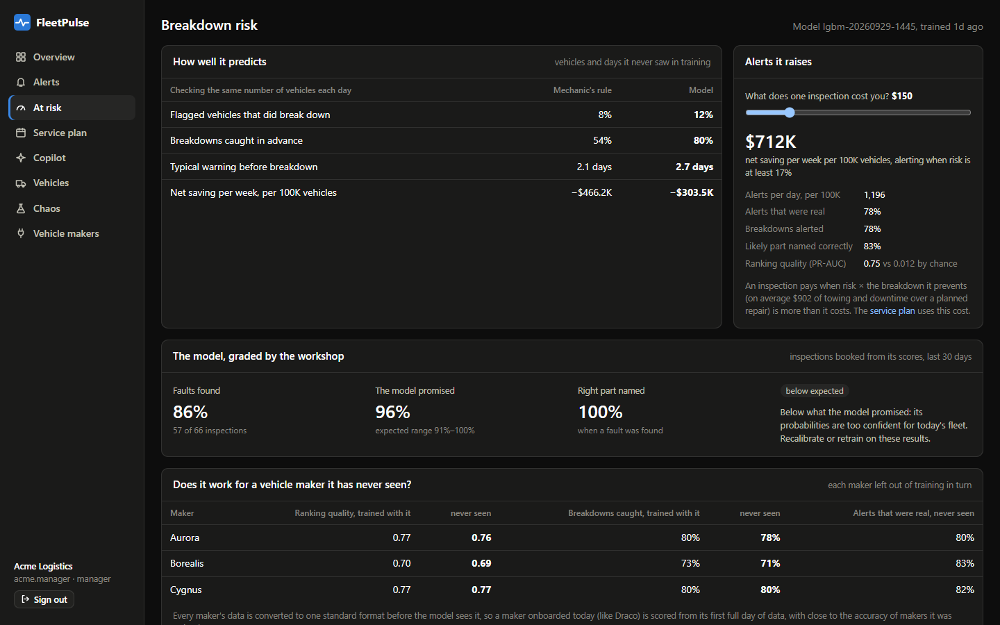 FleetPulse
Overview
Alerts
At risk
Service plan
Copilot
Vehicles
Chaos
Vehicle makers
Acme Logistics
acme.manager · manager
Sign out
Breakdown risk
Model lgbm-20260929-1445, trained 1d ago
How well it predicts
vehicles and days it never saw in training
Checking the same number of vehicles each day Mechanic's rule Model
Flagged vehicles that did break down 8% 12%
Breakdowns caught in advance 54% 80%
Typical warning before breakdown 2.1 days 2.7 days
Net saving per week, per 100K vehicles −$466.2K −$303.5K
Alerts it raises
What does one inspection cost you? $150
$712K
net saving per week per 100K vehicles, alerting when risk is
at least 17%
Alerts per day, per 100K 1,196
Alerts that were real 78%
Breakdowns alerted 78%
Likely part named correctly 83%
Ranking quality (PR-AUC) 0.75 vs 0.012 by chance
An inspection pays when risk × the breakdown it prevents
(on average $902 of towing and downtime over a planned
repair) is more than it costs. The service plan uses this cost.
The model, graded by the workshop
inspections booked from its scores, last 30 days
Faults found
86%
57 of 66 inspections
The model promised
96%
expected range 91%–100%
Right part named
100%
when a fault was found
below expected
Below what the model promised: its
probabilities are too confident for today's fleet.
Recalibrate or retrain on these results.
Does it work for a vehicle maker it has never seen?
each maker left out of training in turn
Maker Ranking quality, trained with it never seen Breakdowns caught, trained with it never seen Alerts that were real, never seen
Aurora 0.77 0.76 80% 78% 80%
Borealis 0.70 0.69 73% 71% 83%
Cygnus 0.77 0.77 80% 80% 82%
Every maker's data is converted to one standard format before the model sees it, so a maker onboarded today (like Draco) is scored from its first full day of data, with close to the accuracy of makers it was